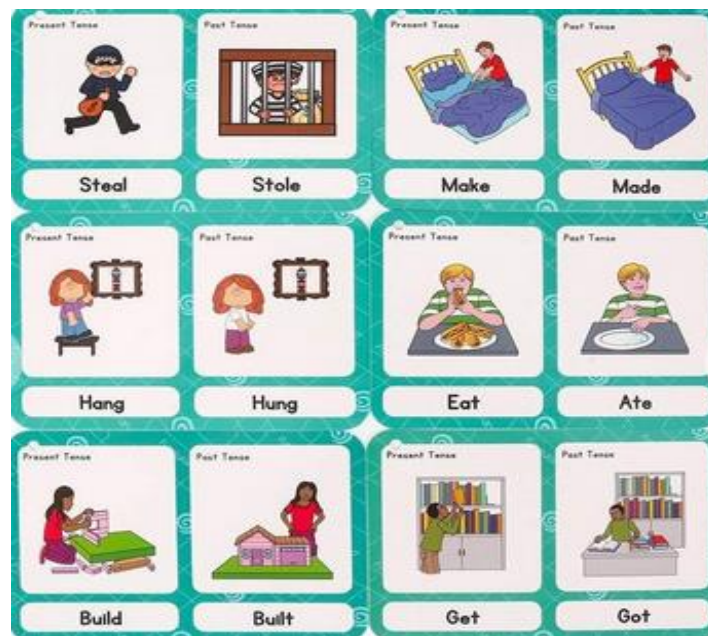 Present Tense
Past Tense
Steal
Stole
Present Tense
Past Tense
Make
Made
Present Tense
Past Tense
Hang
Hung
Present Tense
Past Tense
Eat
Ate
Present Tense
Past Tense
Build
Built
Present Tense
Past Tense
Get
Got